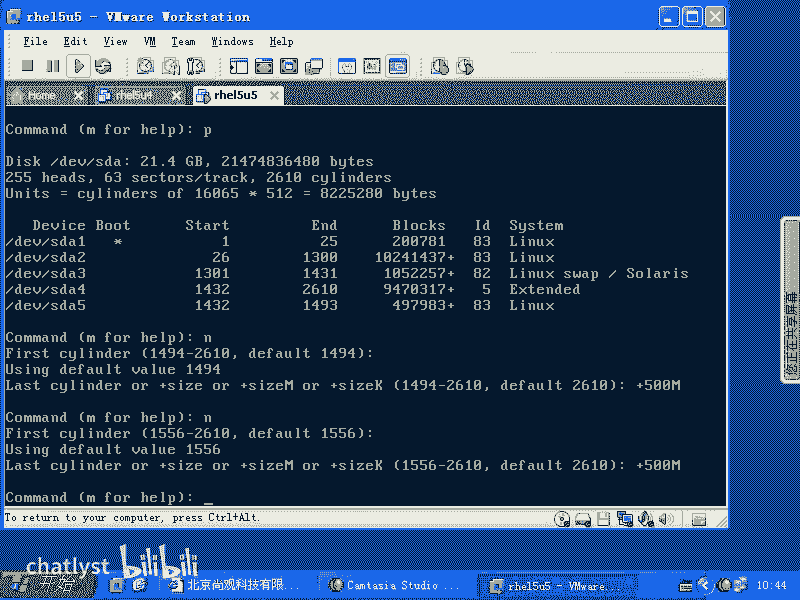 rhel5u5 - VMware Workstation
File Edit View VM Team Windows Help
Home rhel5u4 rhel5u5
Command (m for help): p
Disk /dev/sda: 21.4 GB, 21474836480 bytes
255 heads, 63 sectors/track, 2610 cylinders
Units = cylinders of 16065 * 512 = 8225280 bytes
Device Boot Start End Blocks Id System
/dev/sda1 * 1 25 200781 83 Linux
/dev/sda2 26 1300 10241437+ 83 Linux
/dev/sda3 1301 1431 1052257+ 82 Linux swap / Solaris
/dev/sda4 1432 2610 9470317+ 5 Extended
/dev/sda5 1432 1493 497983+ 83 Linux
Command (m for help): n
First cylinder (1494-2610, default 1494):
Using default value 1494
Last cylinder or +size or +sizeM or +sizeK (1494-2610, default 2610): +500M
Command (m for help): n
First cylinder (1556-2610, default 1556):
Using default value 1556
Last cylinder or +size or +sizeM or +sizeK (1556-2610, default 2610): +500M
Command (m for help): _
To return to your computer, press Ctrl+Alt.
您正在共享屏幕
chatlyst bilibili
开始 北京尚观科技有限... Camtasia Studio ... rhel5u5 - VMware... 10:44